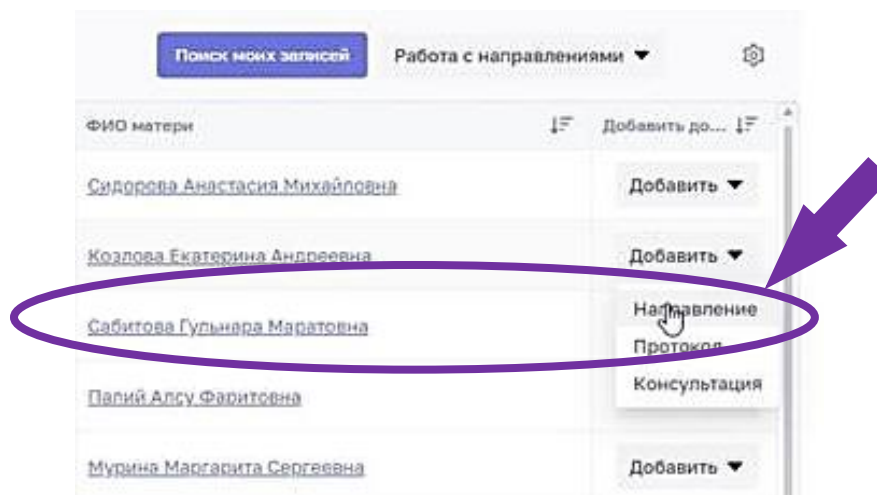 Поиск моих записей Работа с направлениями
ФИО матери Добавить до...
Сидорова Анастасия Михайловна Добавить
Козлова Екатерина Андреевна Добавить
Направление
Сабитова Гульнара Маратовна
Протокол
Консультация
Палий Алсу Фаритовна
Мурина Маргарита Сергеевна Добавить